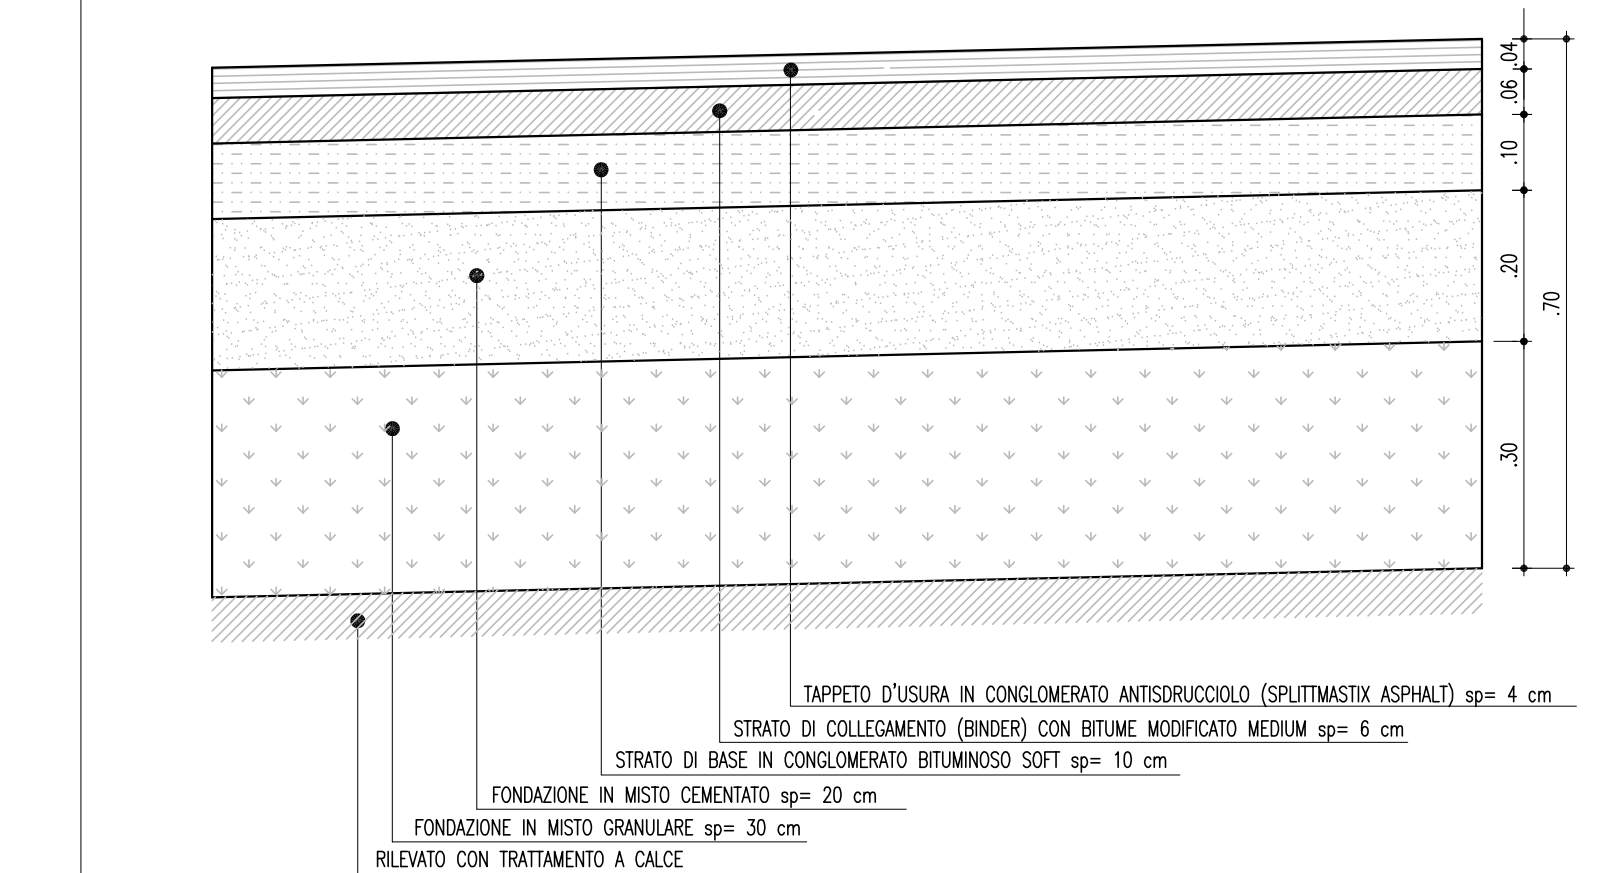 .04
.06
.10
.20
.70
.30
TAPPETO D'USURA IN CONGLOMERATO ANTISDRUCCIOLO (SPLITTMASTIX ASPHALT) sp= 4 cm
STRATO DI COLLEGAMENTO (BINDER) CON BITUME MODIFICATO MEDIUM sp= 6 cm
STRATO DI BASE IN CONGLOMERATO BITUMINOSO SOFT sp= 10 cm
FONDAZIONE IN MISTO CEMENTATO sp= 20 cm
FONDAZIONE IN MISTO GRANULARE sp= 30 cm
RILEVATO CON TRATTAMENTO A CALCE